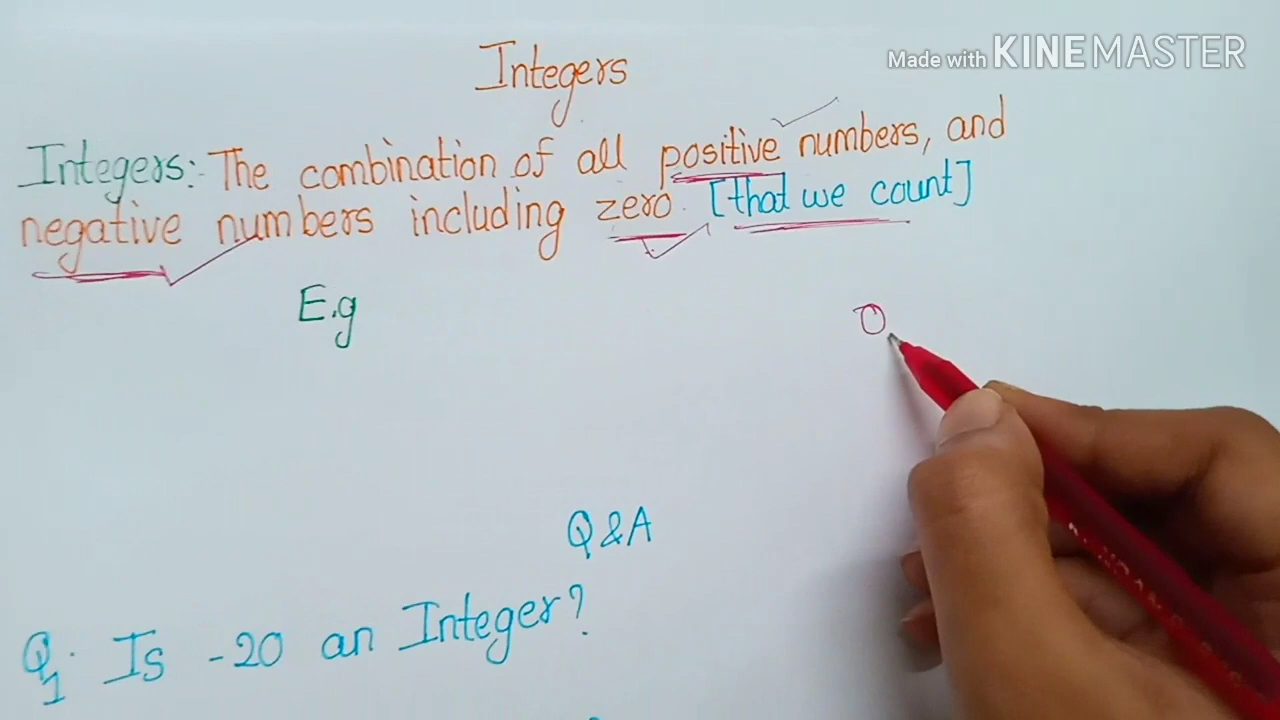 Made with KINEMASTER
Integers
Integers:- The combination of all positive numbers, and
negative numbers including zero. [that we count]
E.g
0
Q &A
Q1. Is -20 an Integer?